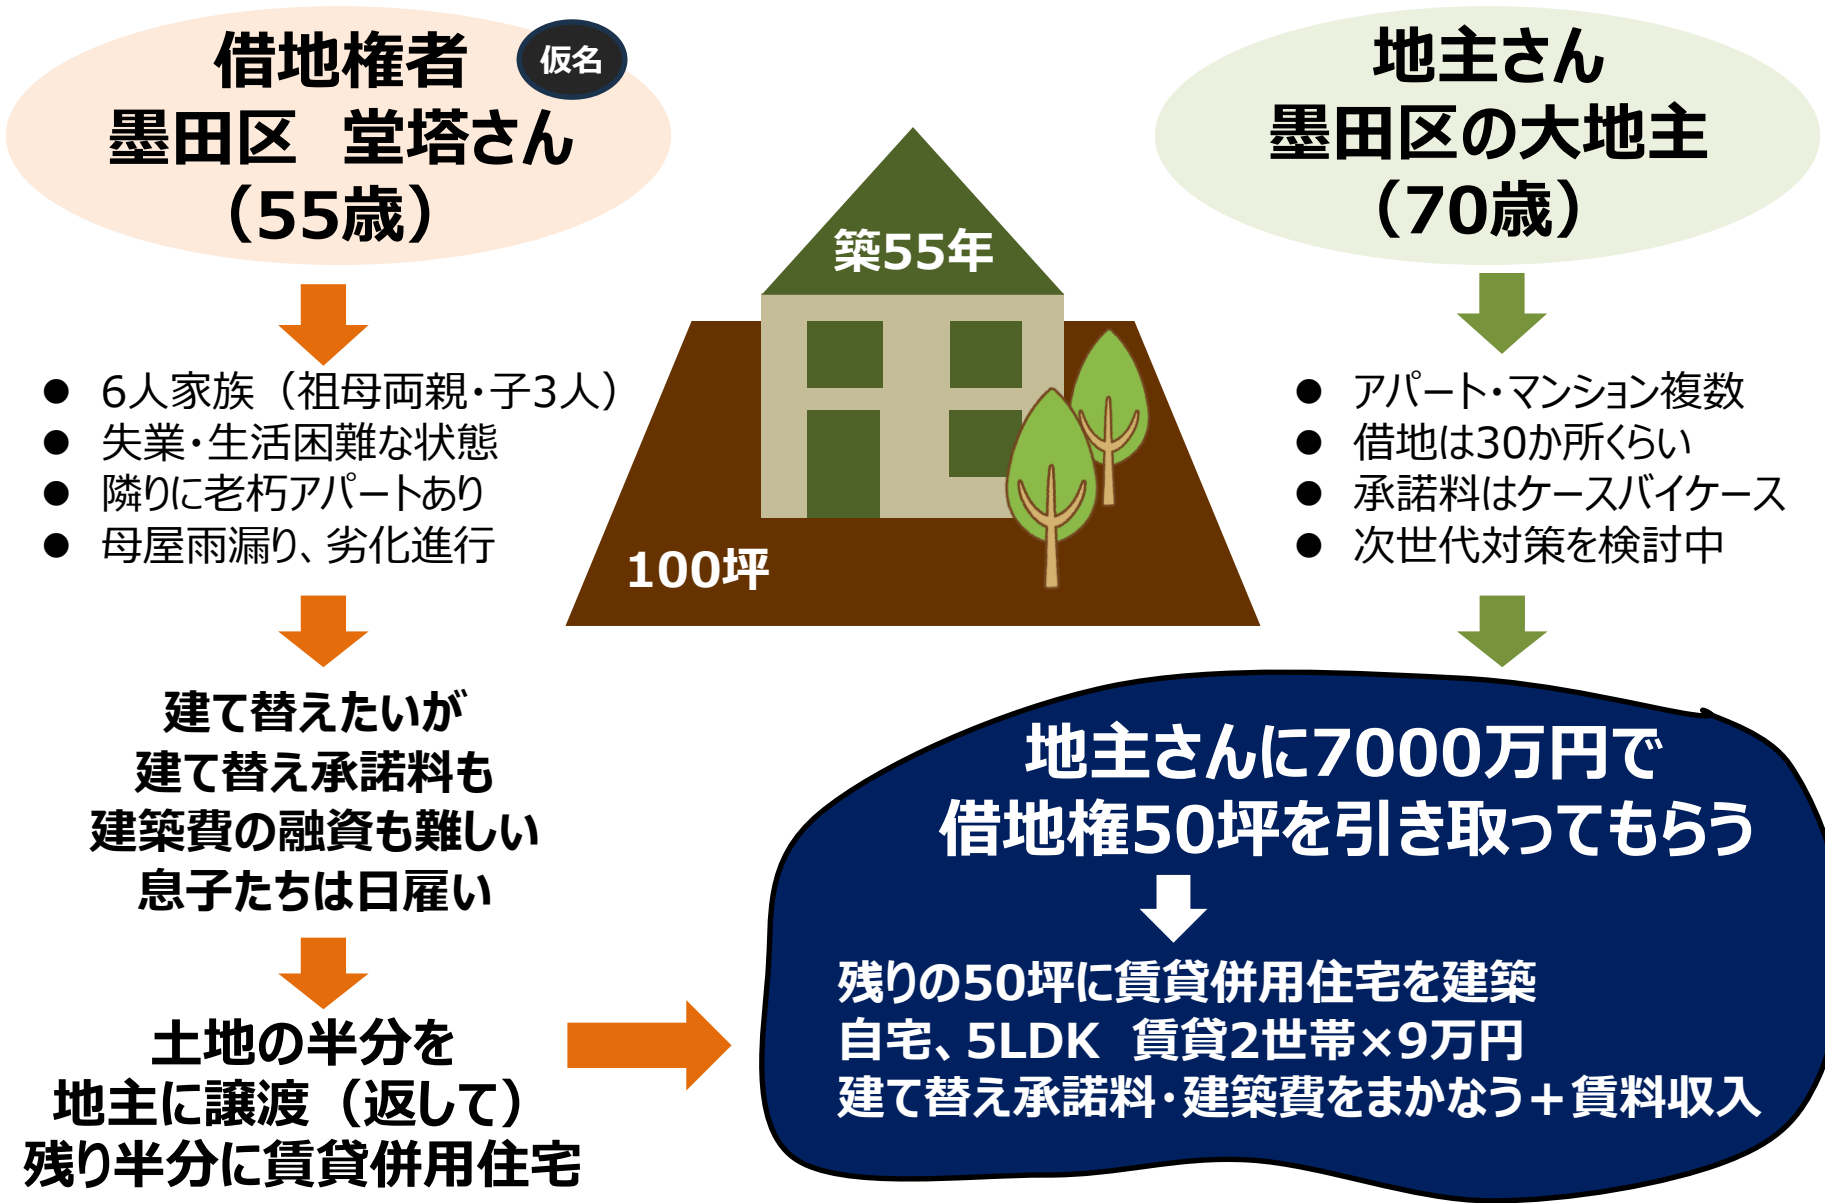 借地権者
仮名
墨田区　堂塔さん
（55歳）
● 6人家族（祖母両親・子3人）
● 失業・生活困難な状態
● 隣りに老朽アパートあり
● 母屋雨漏り、劣化進行
建て替えたいが
建て替え承諾料も
建築費の融資も難しい
息子たちは日雇い
土地の半分を
地主に譲渡（返して）
残り半分に賃貸併用住宅
築55年
100坪
地主さん
墨田区の大地主
（70歳）
● アパート・マンション複数
● 借地は30か所くらい
● 承諾料はケースバイケース
● 次世代対策を検討中
地主さんに7000万円で
借地権50坪を引き取ってもらう
残りの50坪に賃貸併用住宅を建築
自宅、5LDK　賃貸2世帯×9万円
建て替え承諾料・建築費をまかなう＋賃料収入